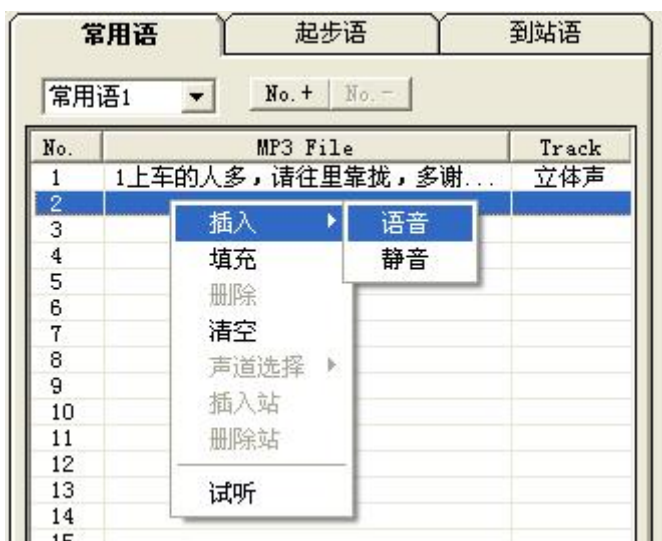 常用语 起步语 到站语
常用语1 No.+ No.-
No. MP3 File Track
1 1上车的人多，请往里靠拢，多谢... 立体声
2
3 插入 语音
4 填充 静音
5
6 删除
7 清空
8 声道选择
9
10 插入站
11 删除站
12
13 试听
14
15